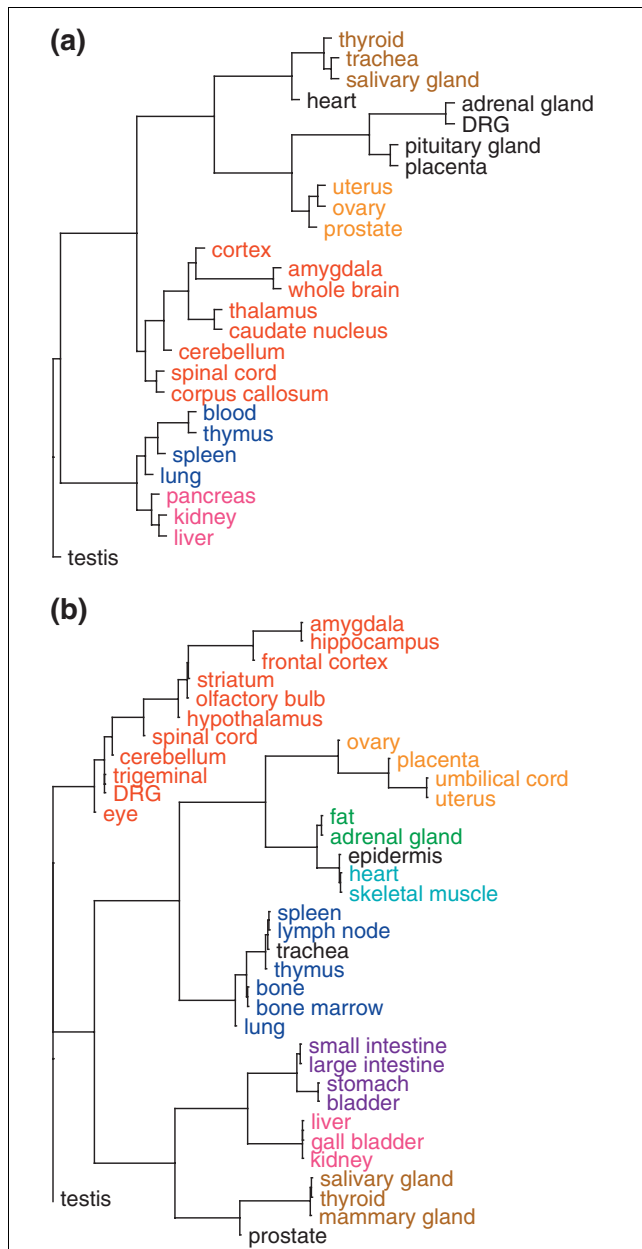 (a)
thyroid
trachea
salivary gland
heart
adrenal gland
DRG
pituitary gland
placenta
uterus
ovary
prostate
cortex
amygdala
whole brain
thalamus
caudate nucleus
cerebellum
spinal cord
corpus callosum
blood
thymus
spleen
lung
pancreas
kidney
liver
testis
(b)
amygdala
hippocampus
frontal cortex
striatum
olfactory bulb
hypothalamus
spinal cord
cerebellum
trigeminal
DRG
eye
ovary
placenta
umbilical cord
uterus
fat
adrenal gland
epidermis
heart
skeletal muscle
spleen
lymph node
trachea
thymus
bone
bone marrow
lung
small intestine
large intestine
stomach
bladder
liver
gall bladder
kidney
salivary gland
thyroid
mammary gland
prostate
testis